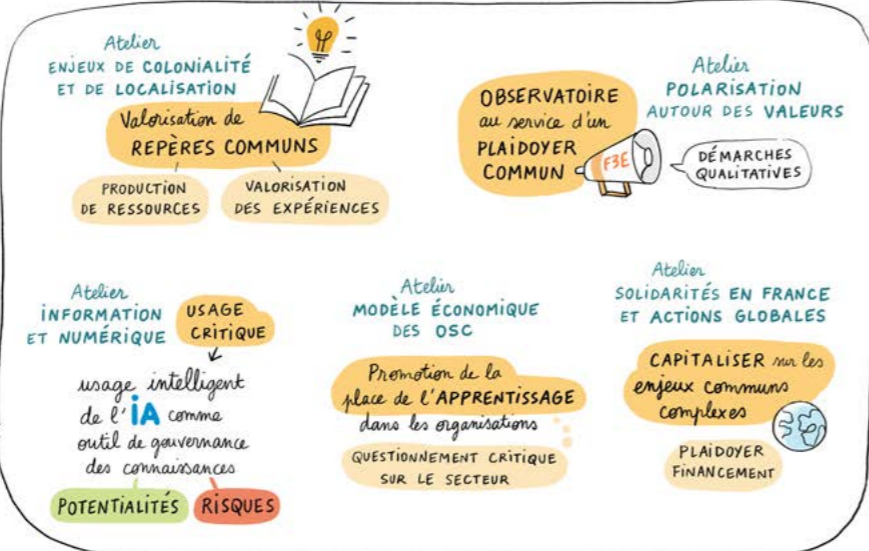 Atelier
ENJEUX DE COLONIALITÉ
ET DE LOCALISATION
Valorisation de
REPÈRES COMMUNS
PRODUCTION
DE RESSOURCES
VALORISATION
DES EXPÉRIENCES
OBSERVATOIRE
au service d'un
PLAIDOYER
COMMUN
F3E
Atelier
POLARISATION
AUTOUR DES VALEURS
DÉMARCHES
QUALITATIVES
Atelier
INFORMATION
ET NUMÉRIQUE
USAGE
CRITIQUE
usage intelligent
de l'IA comme
outil de gouvernance
des connaissances
POTENTIALITÉS
RISQUES
Atelier
MODÈLE ÉCONOMIQUE
DES OSC
Promotion de la
place de l'APPRENTISSAGE
dans les organisations
QUESTIONNEMENT CRITIQUE
SUR LE SECTEUR
Atelier
SOLIDARITÉS EN FRANCE
ET ACTIONS GLOBALES
CAPITALISER sur les
enjeux communs
complexes
PLAIDOYER
FINANCEMENT